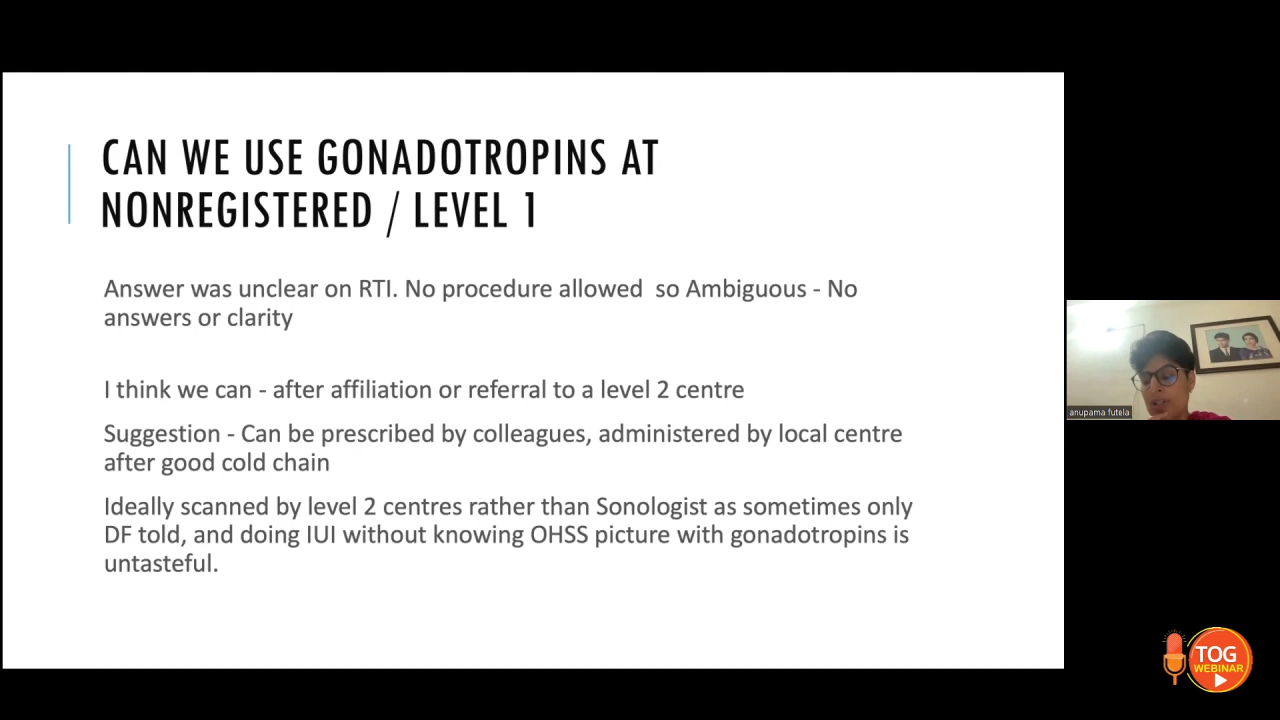 CAN WE USE GONADOTROPINS AT
NONREGISTERED / LEVEL 1
Answer was unclear on RTI. No procedure allowed  so Ambiguous - No
answers or clarity
I think we can - after affiliation or referral to a level 2 centre
Suggestion - Can be prescribed by colleagues, administered by local centre
after good cold chain
Ideally scanned by level 2 centres rather than Sonologist as sometimes only
DF told, and doing IUI without knowing OHSS picture with gonadotropins is
untasteful.
anupama futela
TOG
WEBINAR